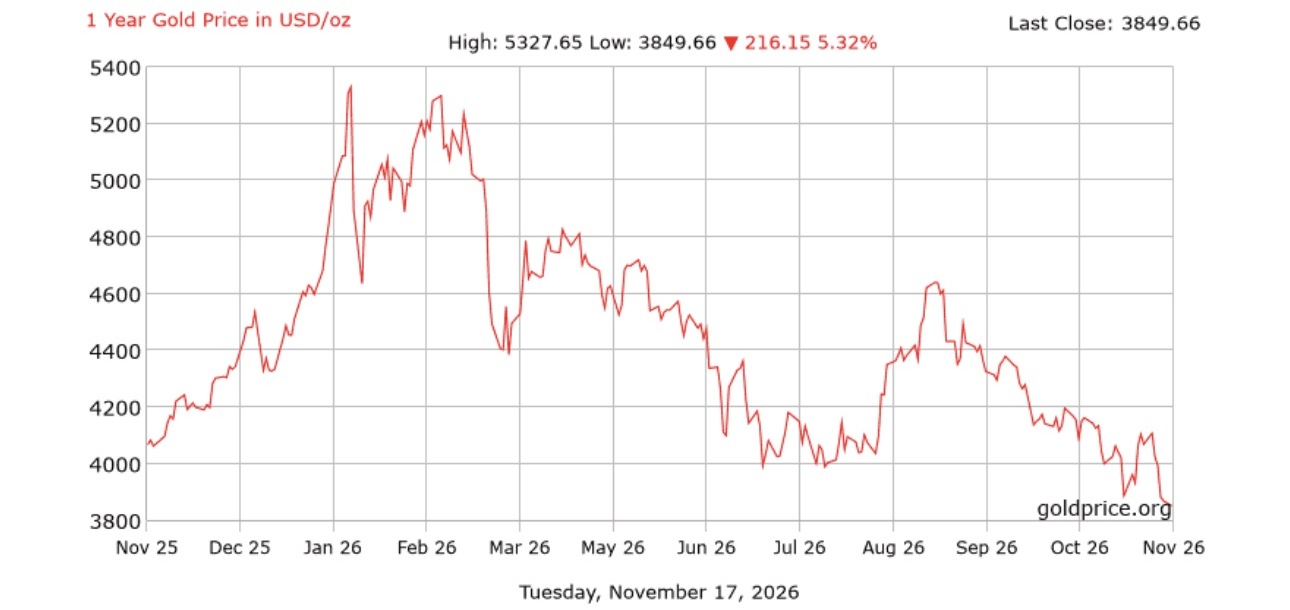 1 Year Gold Price in USD/oz
Last Close: 3849.66
High: 5327.65 Low: 3849.66 ▼ 216.15 5.32%
5400
5200
5000
4800
4600
4400
4200
4000
3800
goldprice.org
Nov 25 Dec 25 Jan 26 Feb 26 Mar 26 May 26 Jun 26 Jul 26 Aug 26 Sep 26 Oct 26 Nov 26
Tuesday, November 17, 2026